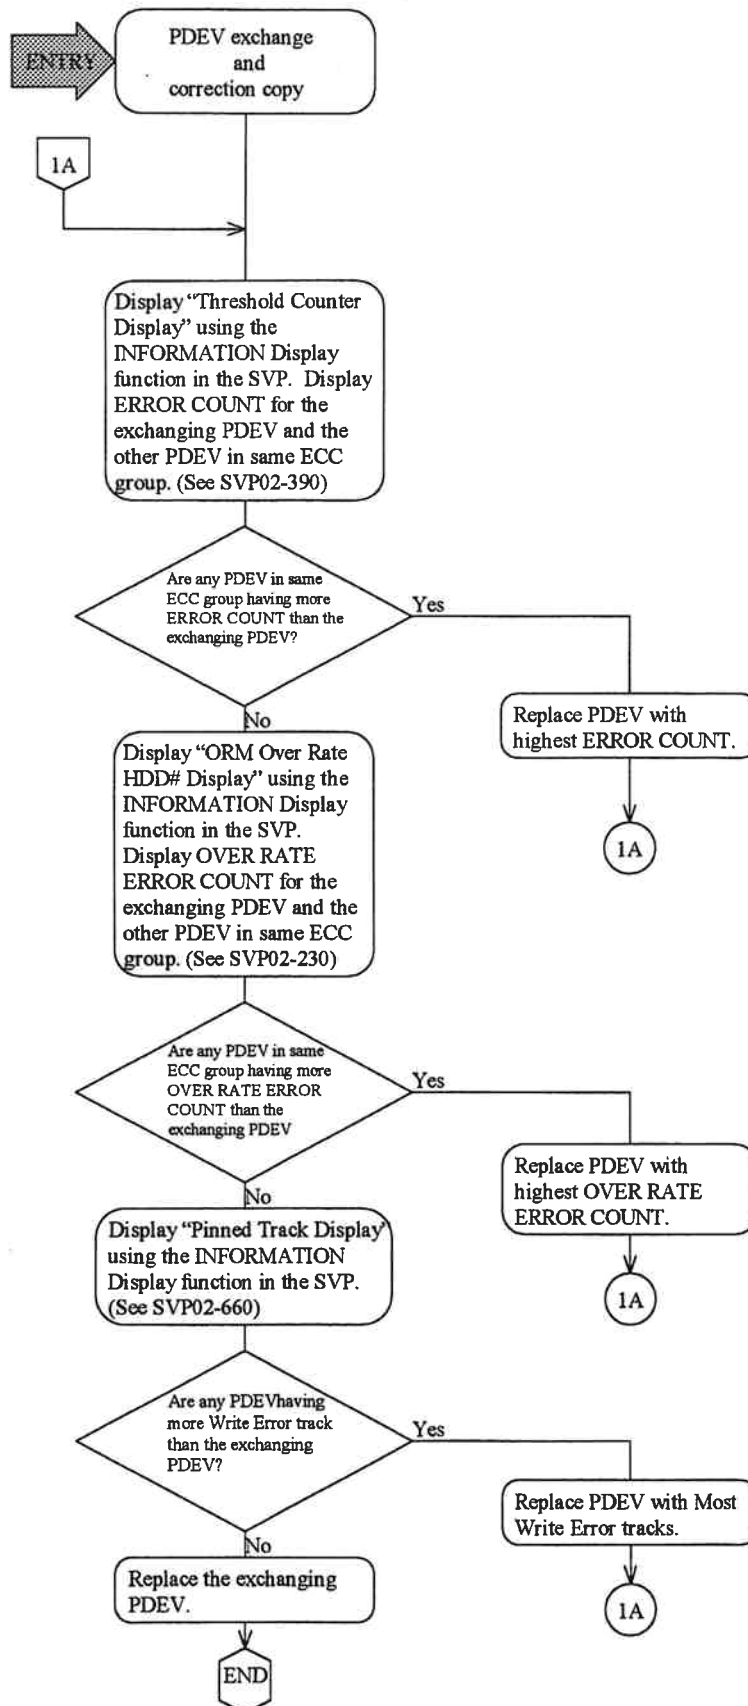 ENTRY
PDEV exchange
and
correction copy
1A
Display “Threshold Counter
Display” using the
INFORMATION Display
function in the SVP. Display
ERROR COUNT for the
exchanging PDEV and the
other PDEV in same ECC
group. (See SVP02-390)
Are any PDEV in same
ECC group having more
ERROR COUNT than the
exchanging PDEV?
Yes
Replace PDEV with
highest ERROR COUNT.
1A
No
Display “ORM Over Rate
HDD# Display” using the
INFORMATION Display
function in the SVP.
Display OVER RATE
ERROR COUNT for the
exchanging PDEV and the
other PDEV in same ECC
group. (See SVP02-230)
Are any PDEV in same
ECC group having more
OVER RATE ERROR
COUNT than the
exchanging PDEV
Yes
Replace PDEV with
highest OVER RATE
ERROR COUNT.
1A
No
Display “Pinned Track Display”
using the INFORMATION
Display function in the SVP.
(See SVP02-660)
Are any PDEVhaving
more Write Error track
than the exchanging
PDEV?
Yes
Replace PDEV with Most
Write Error tracks.
1A
No
Replace the exchanging
PDEV.
END